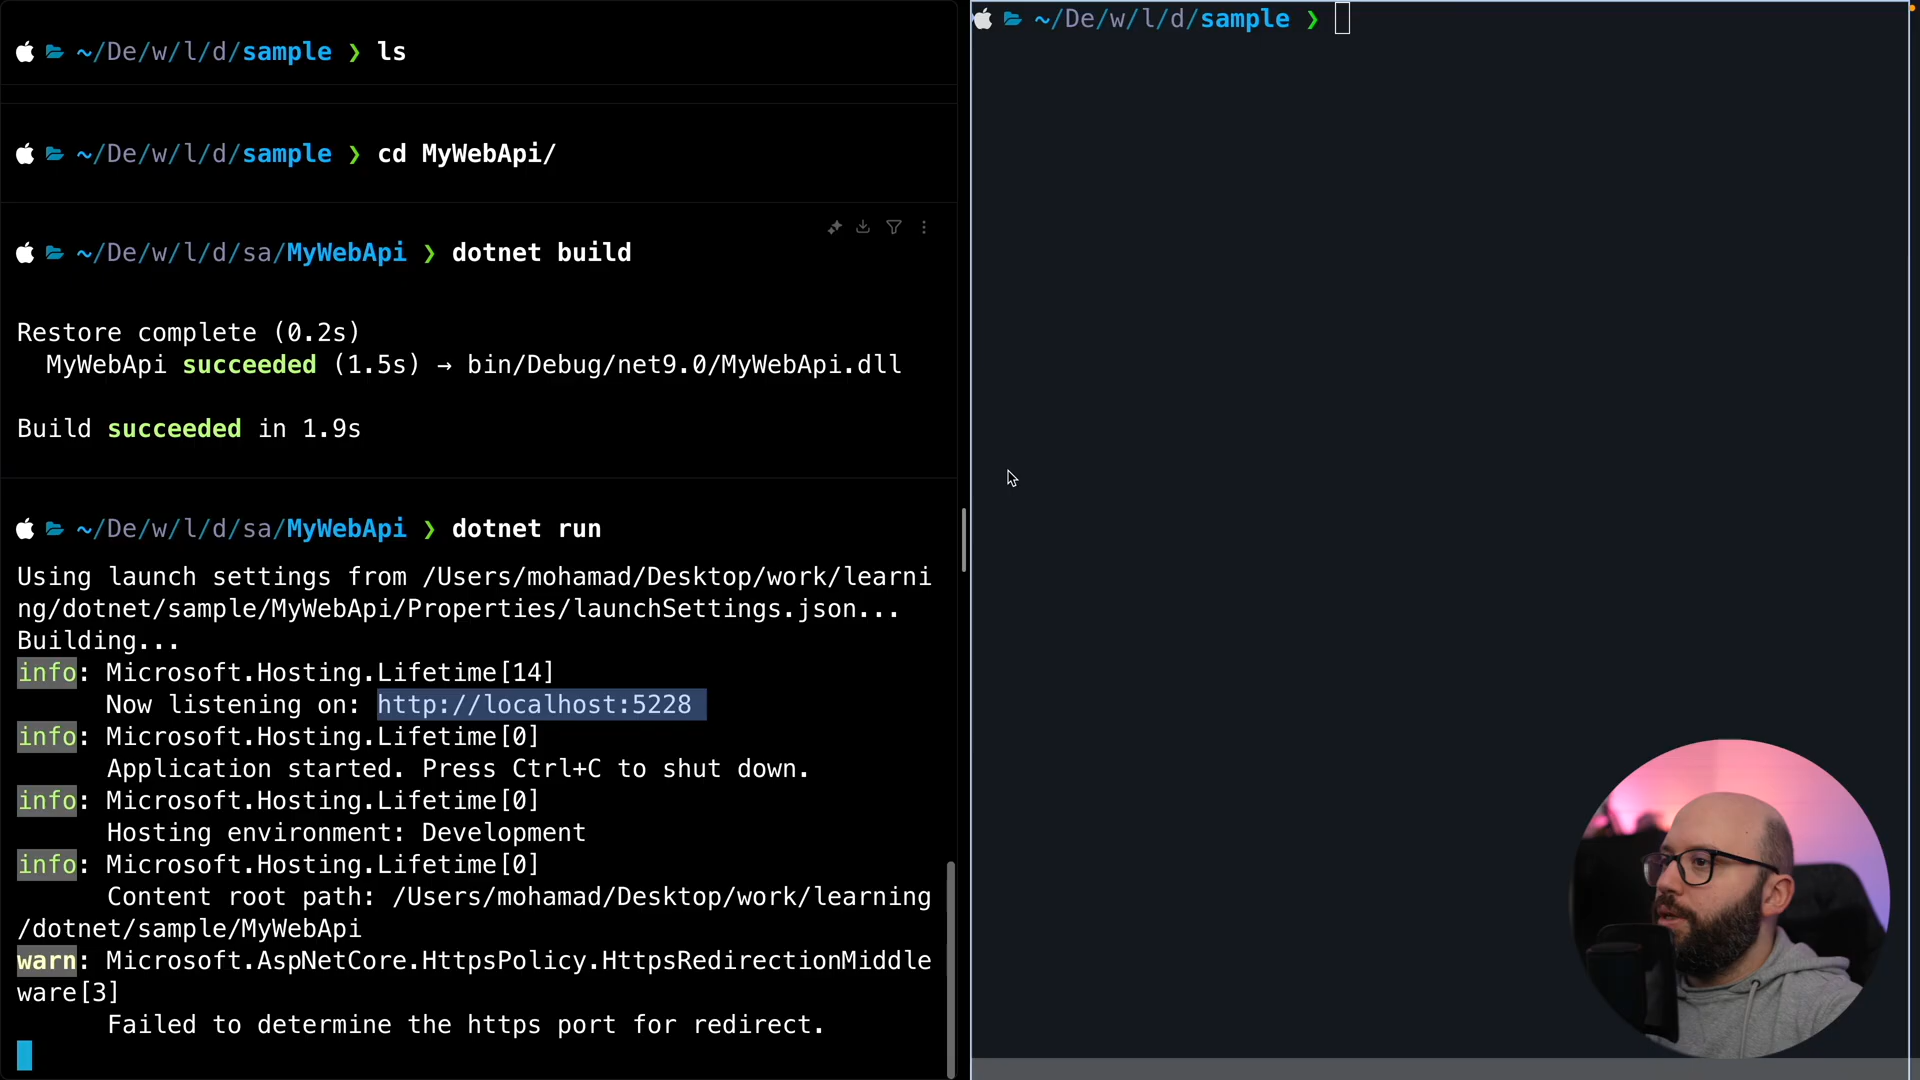 ~/De/w/l/d/sample ❯ ls
~/De/w/l/d/sample ❯ cd MyWebApi/
~/De/w/l/d/sa/MyWebApi ❯ dotnet build
Restore complete (0.2s)
MyWebApi succeeded (1.5s) → bin/Debug/net9.0/MyWebApi.dll
Build succeeded in 1.9s
~/De/w/l/d/sa/MyWebApi ❯ dotnet run
Using launch settings from /Users/mohamad/Desktop/work/learni
ng/dotnet/sample/MyWebApi/Properties/launchSettings.json...
Building...
info: Microsoft.Hosting.Lifetime[14]
Now listening on: http://localhost:5228
info: Microsoft.Hosting.Lifetime[0]
Application started. Press Ctrl+C to shut down.
info: Microsoft.Hosting.Lifetime[0]
Hosting environment: Development
info: Microsoft.Hosting.Lifetime[0]
Content root path: /Users/mohamad/Desktop/work/learning
/dotnet/sample/MyWebApi
warn: Microsoft.AspNetCore.HttpsPolicy.HttpsRedirectionMiddle
ware[3]
Failed to determine the https port for redirect.
~/De/w/l/d/sample ❯